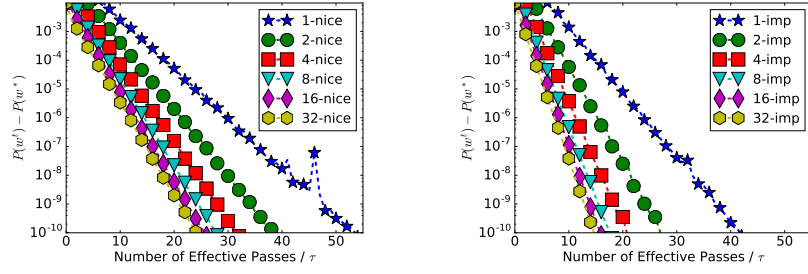 P(wᵗ) − P(w*)
10⁻³
10⁻⁴
10⁻⁵
10⁻⁶
10⁻⁷
10⁻⁸
10⁻⁹
10⁻¹⁰
0 10 20 30 40 50
Number of Effective Passes / τ
1-nice
2-nice
4-nice
8-nice
16-nice
32-nice
P(wᵗ) − P(w*)
10⁻³
10⁻⁴
10⁻⁵
10⁻⁶
10⁻⁷
10⁻⁸
10⁻⁹
10⁻¹⁰
0 10 20 30 40 50
Number of Effective Passes / τ
1-imp
2-imp
4-imp
8-imp
16-imp
32-imp